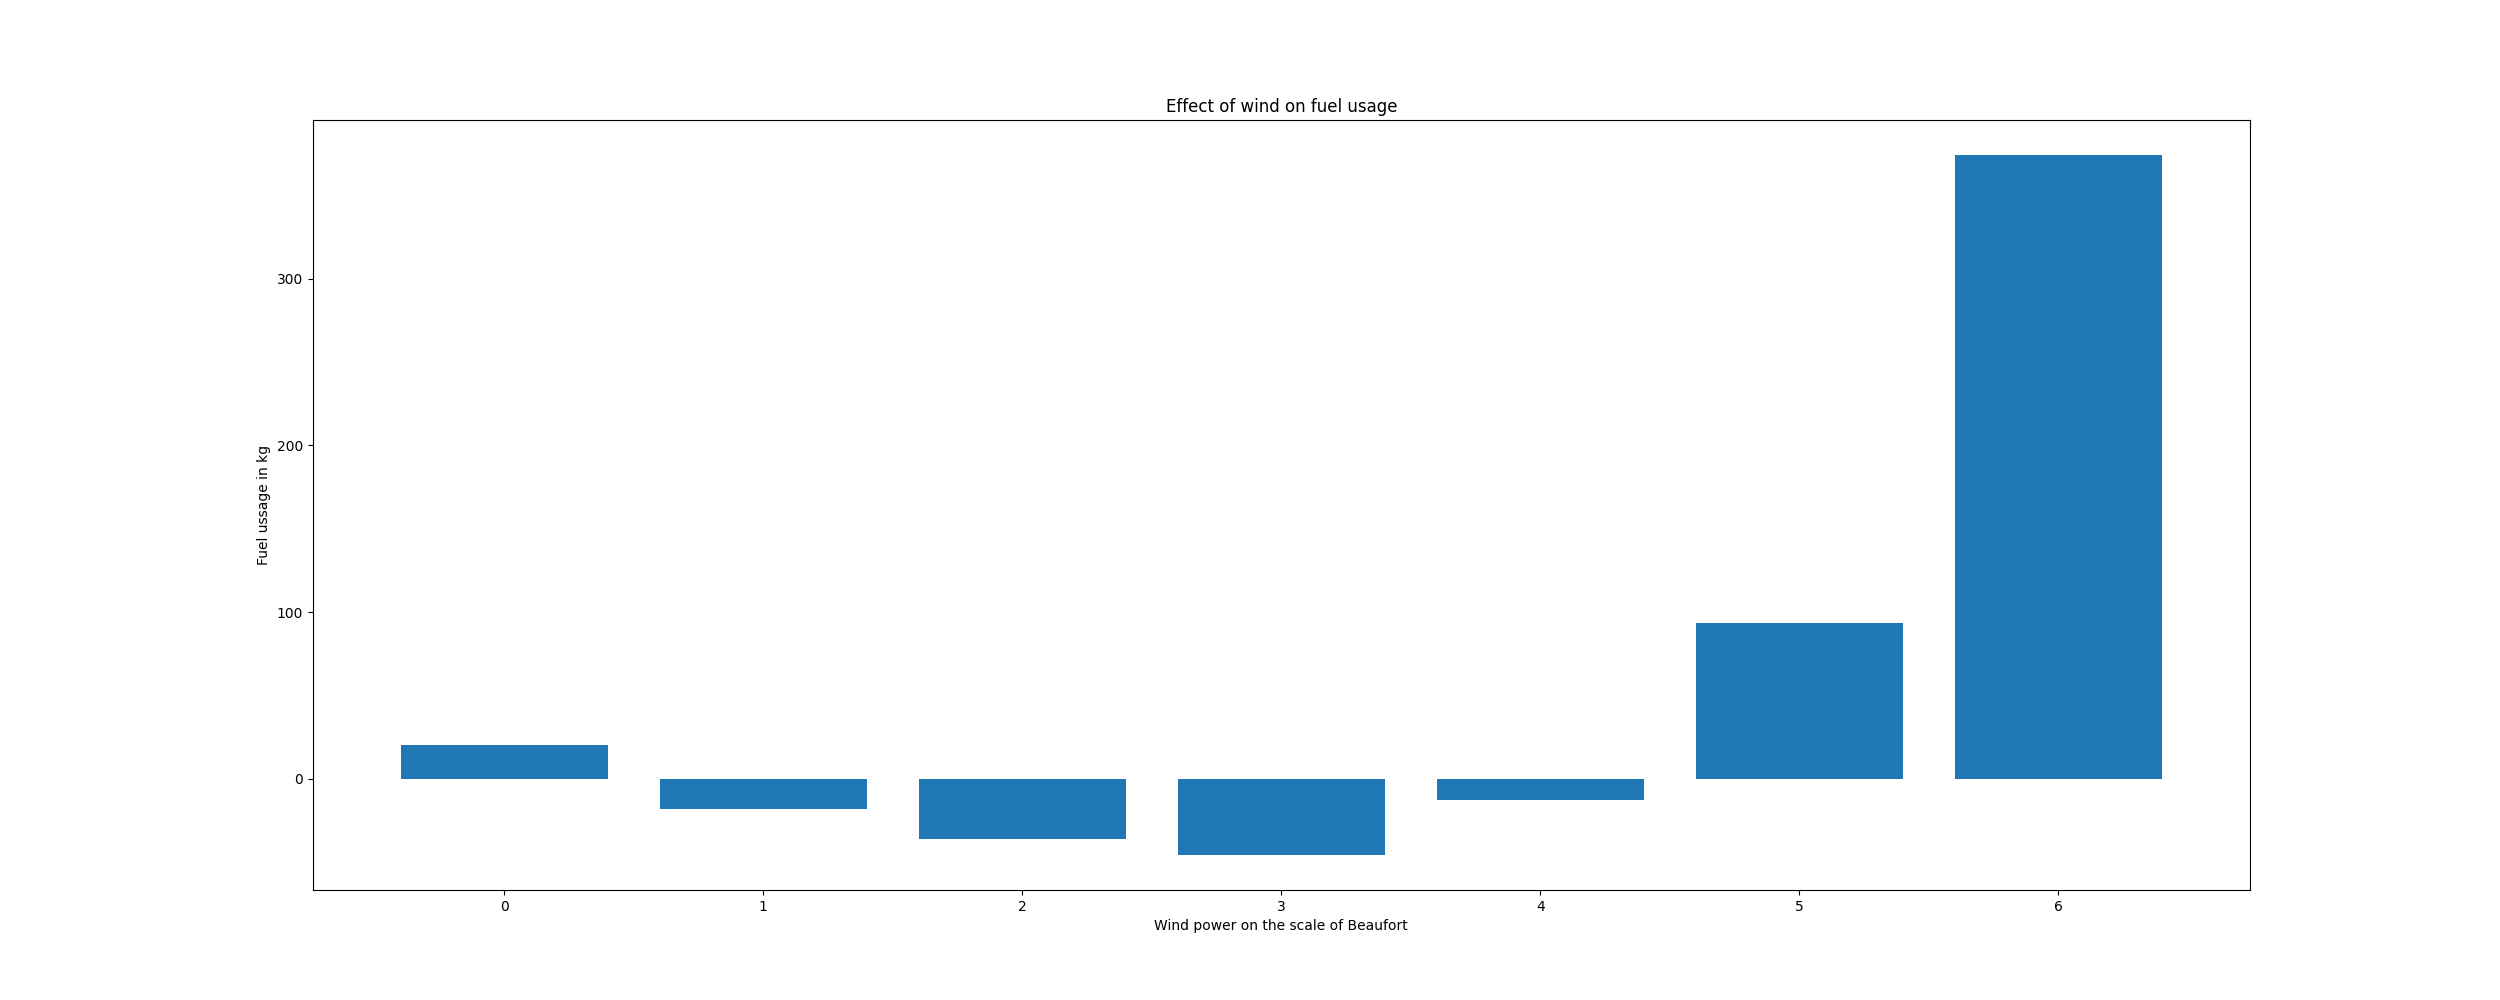 Effect of wind on fuel usage
Fuel ussage in kg
300
200
100
0
0 1 2 3 4 5 6
Wind power on the scale of Beaufort